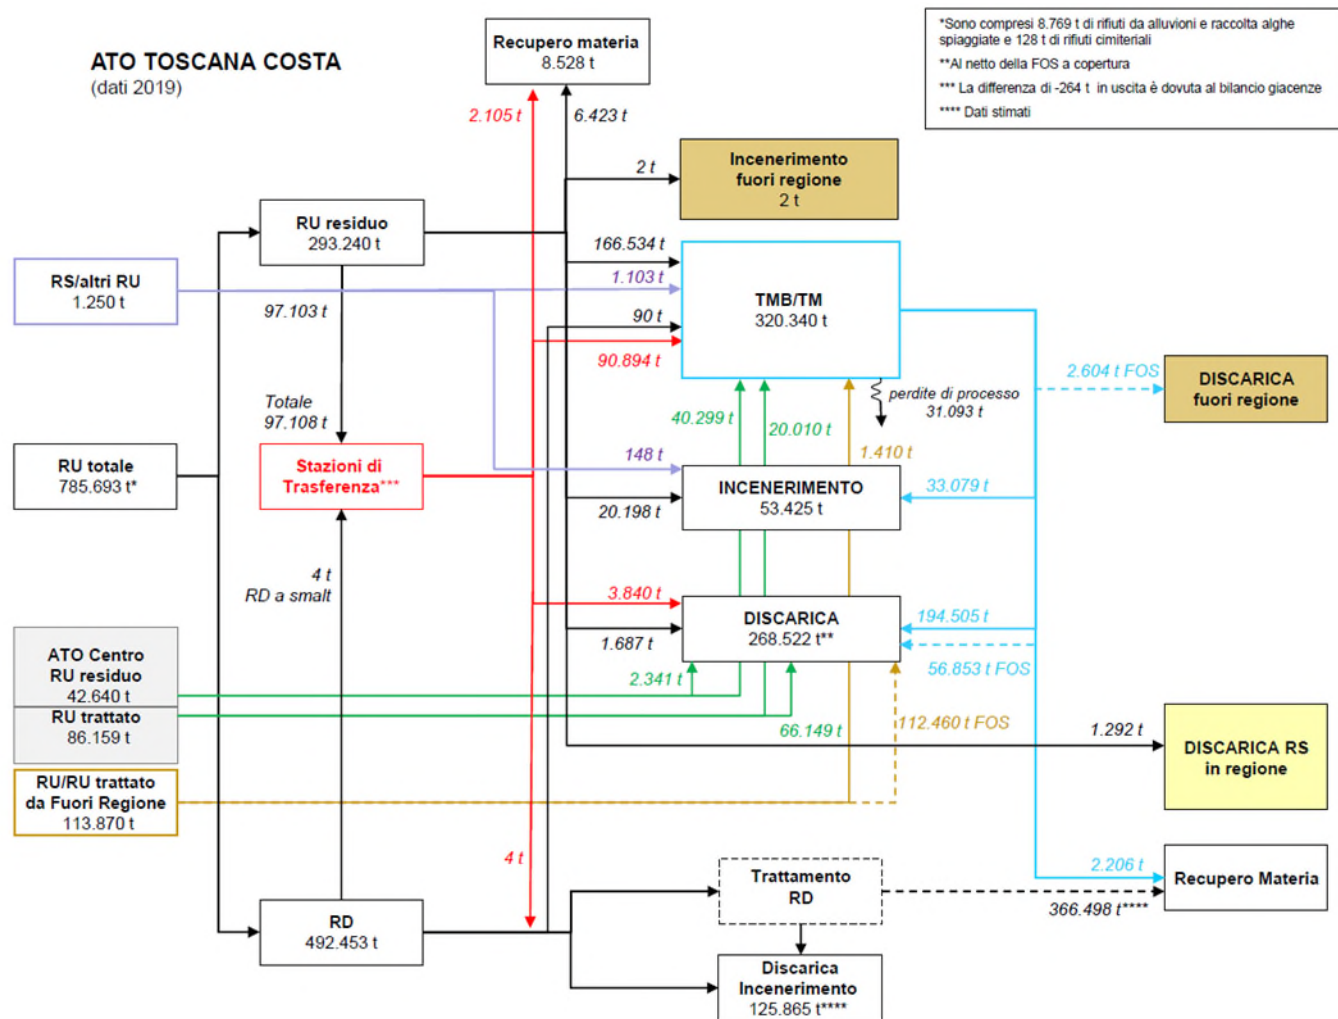 ATO TOSCANA COSTA
(dati 2019)
*Sono compresi 8.769 t di rifiuti da alluvioni e raccolta alghe
spiaggiate e 128 t di rifiuti cimiteriali
**Al netto della FOS a copertura
*** La differenza di -264 t in uscita è dovuta al bilancio giacenze
**** Dati stimati
Recupero materia
8.528 t
2.105 t
6.423 t
2 t
Incenerimento
fuori regione
2 t
RU residuo
293.240 t
166.534 t
RS/altri RU
1.250 t
1.103 t
TMB/TM
320.340 t
97.103 t
90 t
90.894 t
2.604 t FOS
DISCARICA
fuori regione
perdite di processo
31.093 t
Totale
97.108 t
40.299 t
20.010 t
1.410 t
RU totale
785.693 t*
Stazioni di
Trasferenza***
148 t
INCENERIMENTO
53.425 t
33.079 t
20.198 t
4 t
RD a smalt
3.840 t
DISCARICA
268.522 t**
194.505 t
1.687 t
56.853 t FOS
ATO Centro
RU residuo
42.640 t
2.341 t
RU trattato
86.159 t
66.149 t
112.460 t FOS
1.292 t
DISCARICA RS
in regione
RU/RU trattato
da Fuori Regione
113.870 t
4 t
Trattamento
RD
2.206 t
Recupero Materia
366.498 t****
RD
492.453 t
Discarica
Incenerimento
125.865 t****